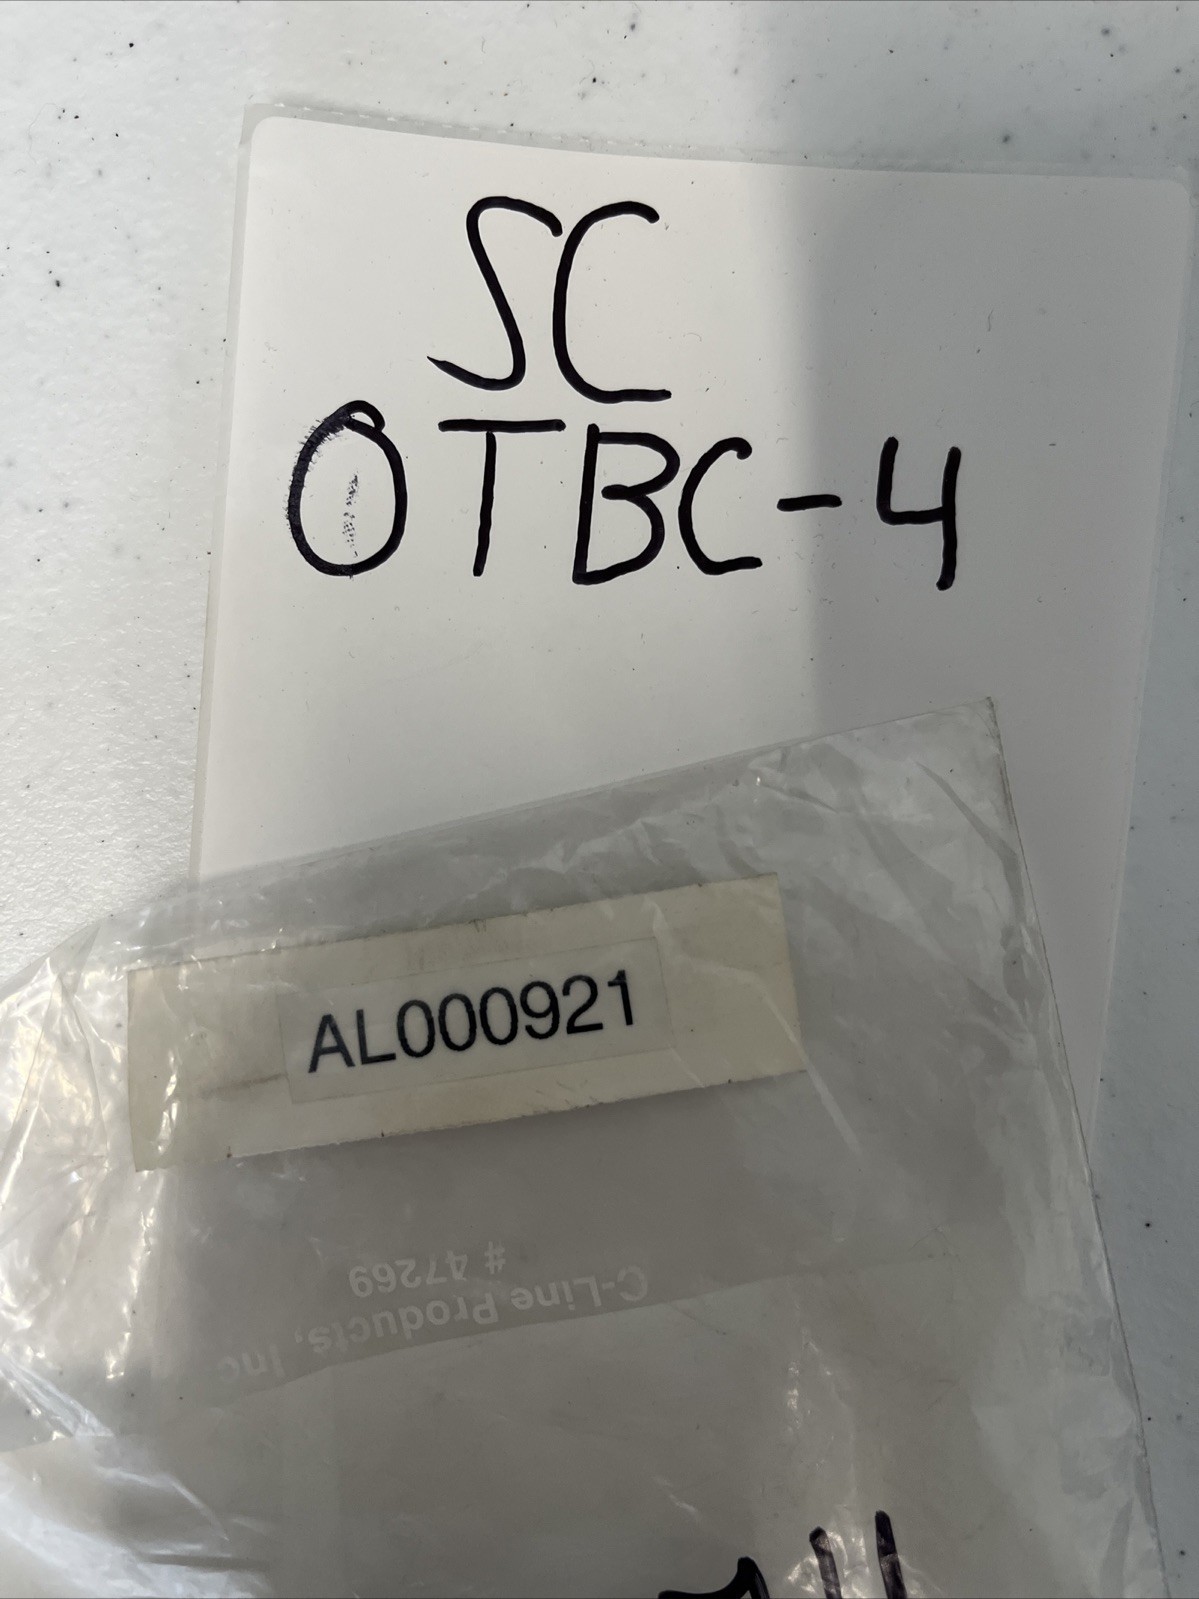 SC
OTBC-4
AL000921
C-Line Products, Inc
# 47269